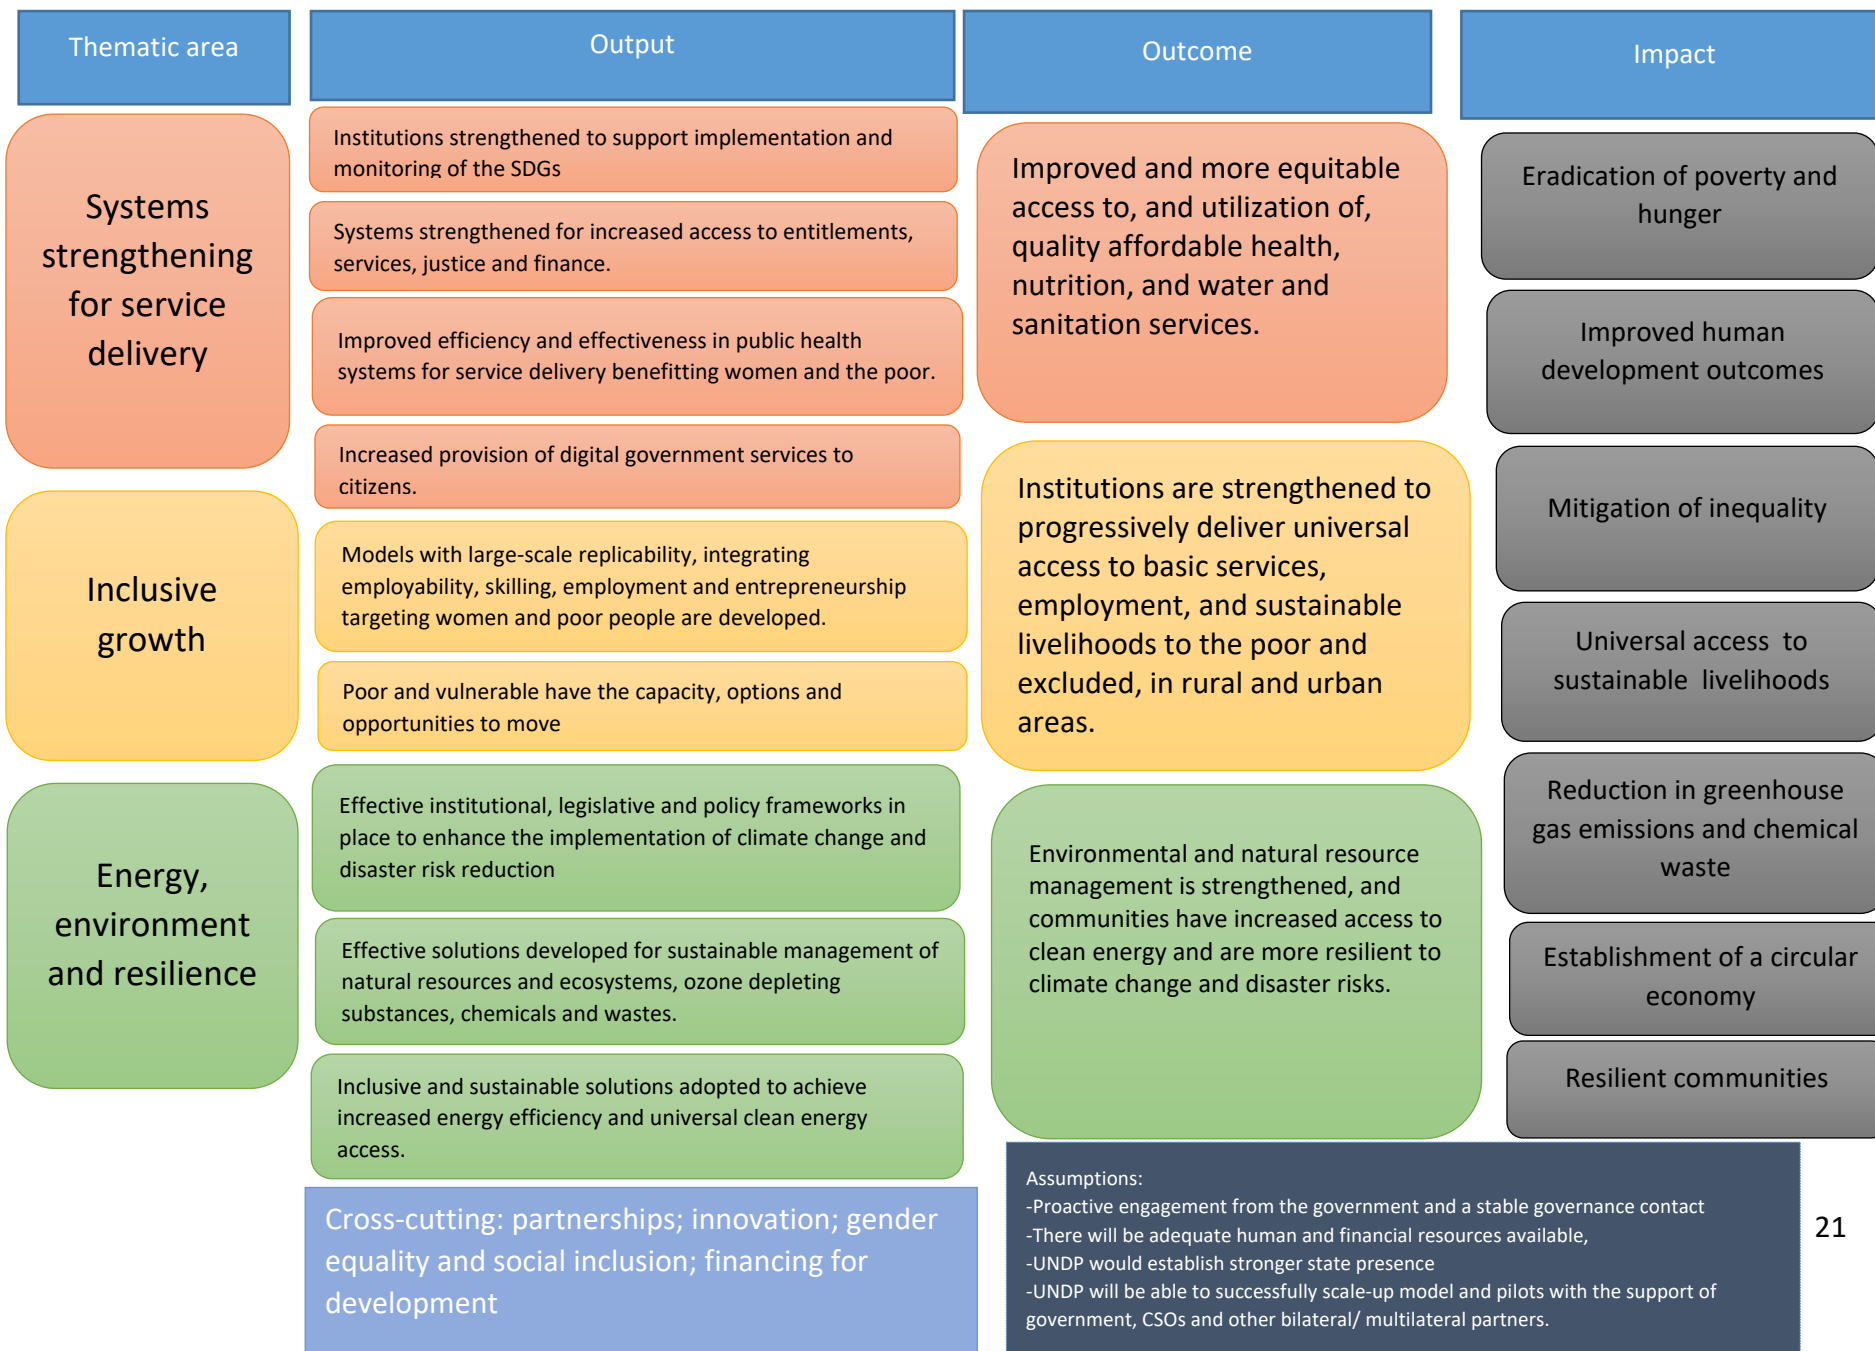 Thematic area
Output
Outcome
Impact
Systems
strengthening
for service
delivery
Institutions strengthened to support implementation and
monitoring of the SDGs
Systems strengthened for increased access to entitlements,
services, justice and finance.
Improved efficiency and effectiveness in public health
systems for service delivery benefitting women and the poor.
Increased provision of digital government services to
citizens.
Improved and more equitable
access to, and utilization of,
quality affordable health,
nutrition, and water and
sanitation services.
Inclusive
growth
Models with large-scale replicability, integrating
employability, skilling, employment and entrepreneurship
targeting women and poor people are developed.
Poor and vulnerable have the capacity, options and
opportunities to move
Institutions are strengthened to
progressively deliver universal
access to basic services,
employment, and sustainable
livelihoods to the poor and
excluded, in rural and urban
areas.
Energy,
environment
and resilience
Effective institutional, legislative and policy frameworks in
place to enhance the implementation of climate change and
disaster risk reduction
Effective solutions developed for sustainable management of
natural resources and ecosystems, ozone depleting
substances, chemicals and wastes.
Inclusive and sustainable solutions adopted to achieve
increased energy efficiency and universal clean energy
access.
Environmental and natural resource
management is strengthened, and
communities have increased access to
clean energy and are more resilient to
climate change and disaster risks.
Eradication of poverty and
hunger
Improved human
development outcomes
Mitigation of inequality
Universal access to
sustainable livelihoods
Reduction in greenhouse
gas emissions and chemical
waste
Establishment of a circular
economy
Resilient communities
Cross-cutting: partnerships; innovation; gender
equality and social inclusion; financing for
development
Assumptions:
-Proactive engagement from the government and a stable governance contact
-There will be adequate human and financial resources available,
-UNDP would establish stronger state presence
-UNDP will be able to successfully scale-up model and pilots with the support of
government, CSOs and other bilateral/ multilateral partners.
21